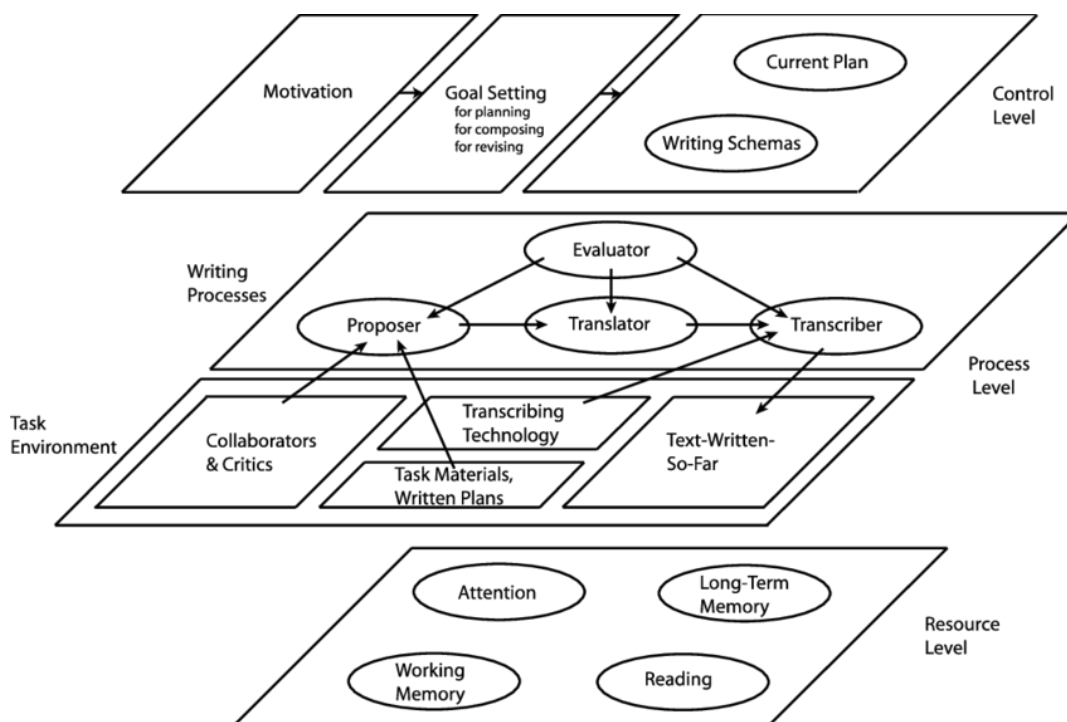 Motivation
Goal Setting
for planning
for composing
for revising
Current Plan
Writing Schemas
Control
Level
Writing
Processes
Evaluator
Proposer
Translator
Transcriber
Process
Level
Task
Environment
Collaborators
& Critics
Transcribing
Technology
Task Materials,
Written Plans
Text-Written-
So-Far
Attention
Long-Term
Memory
Working
Memory
Reading
Resource
Level